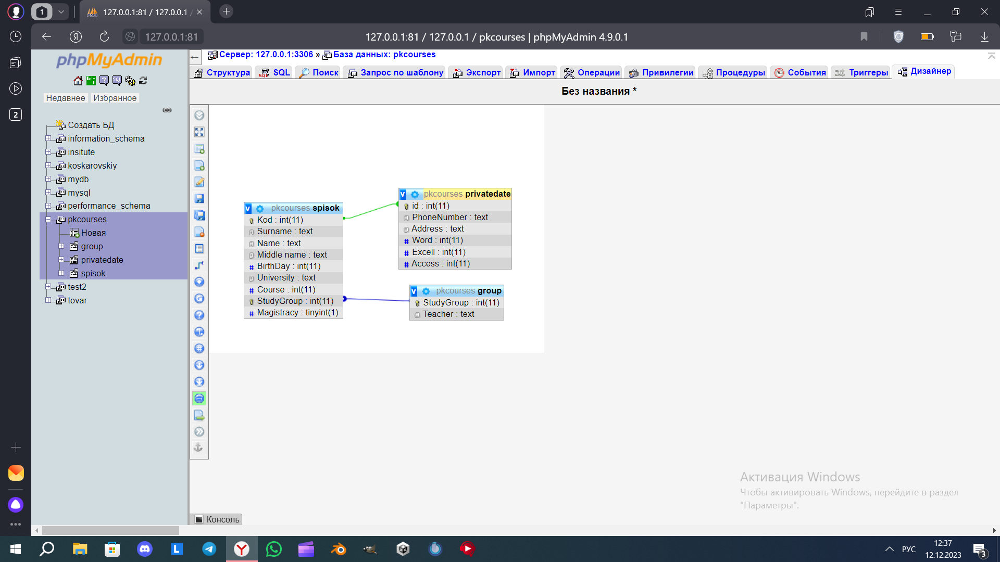 1
127.0.0.1:81 / 127.0.0.1 /
127.0.0.1:81
127.0.0.1:81 / 127.0.0.1 / pkcourses | phpMyAdmin 4.9.0.1
2
phpMyAdmin
Недавнее Избранное
Создать БД
information_schema
insitute
koskarovskiy
mydb
mysql
performance_schema
pkcourses
Новая
group
privatedate
spisok
test2
tovar
Сервер: 127.0.0.1:3306 » База данных: pkcourses
Структура SQL Поиск Запрос по шаблону Экспорт Импорт Операции Привилегии Процедуры События Триггеры Дизайнер
Без названия *
v pkcourses spisok
Kod : int(11)
Surname : text
Name : text
Middle name : text
# BirthDay : int(11)
University : text
# Course : int(11)
StudyGroup : int(11)
# Magistracy : tinyint(1)
v pkcourses privatedate
id : int(11)
PhoneNumber : text
Address : text
# Word : int(11)
# Excell : int(11)
# Access : int(11)
v pkcourses group
StudyGroup : int(11)
Teacher : text
Активация Windows
Чтобы активировать Windows, перейдите в раздел
"Параметры".
Консоль
L
РУС
12:37
12.12.2023
3